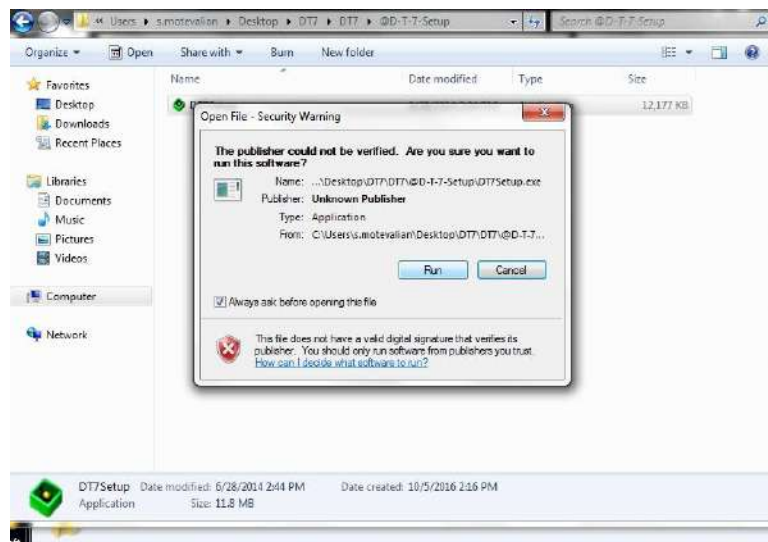 « Users ▸ s.motevalian ▸ Desktop ▸ DT7 ▸ DT7 ▸ @D-T-7-Setup
Search @D-T-7-Setup
Organize Open Share with Burn New folder
Name Date modified Type Size
Favorites
Desktop
Downloads
Recent Places
Libraries
Documents
Music
Pictures
Videos
Computer
Network
12,177 KB
Open File - Security Warning
The publisher could not be verified. Are you sure you want to
run this software?
Name: ...\Desktop\DT7\DT7\@D-T-7-Setup\DT7Setup.exe
Publisher: Unknown Publisher
Type: Application
From: C:\Users\s.motevalian\Desktop\DT7\DT7\@D-T-7...
Run Cancel
Always ask before opening this file
This file does not have a valid digital signature that verifies its
publisher. You should only run software from publishers you trust.
How can I decide what software to run?
DT7Setup Date modified: 6/28/2014 2:44 PM Date created: 10/5/2016 2:16 PM
Application Size: 11.8 MB